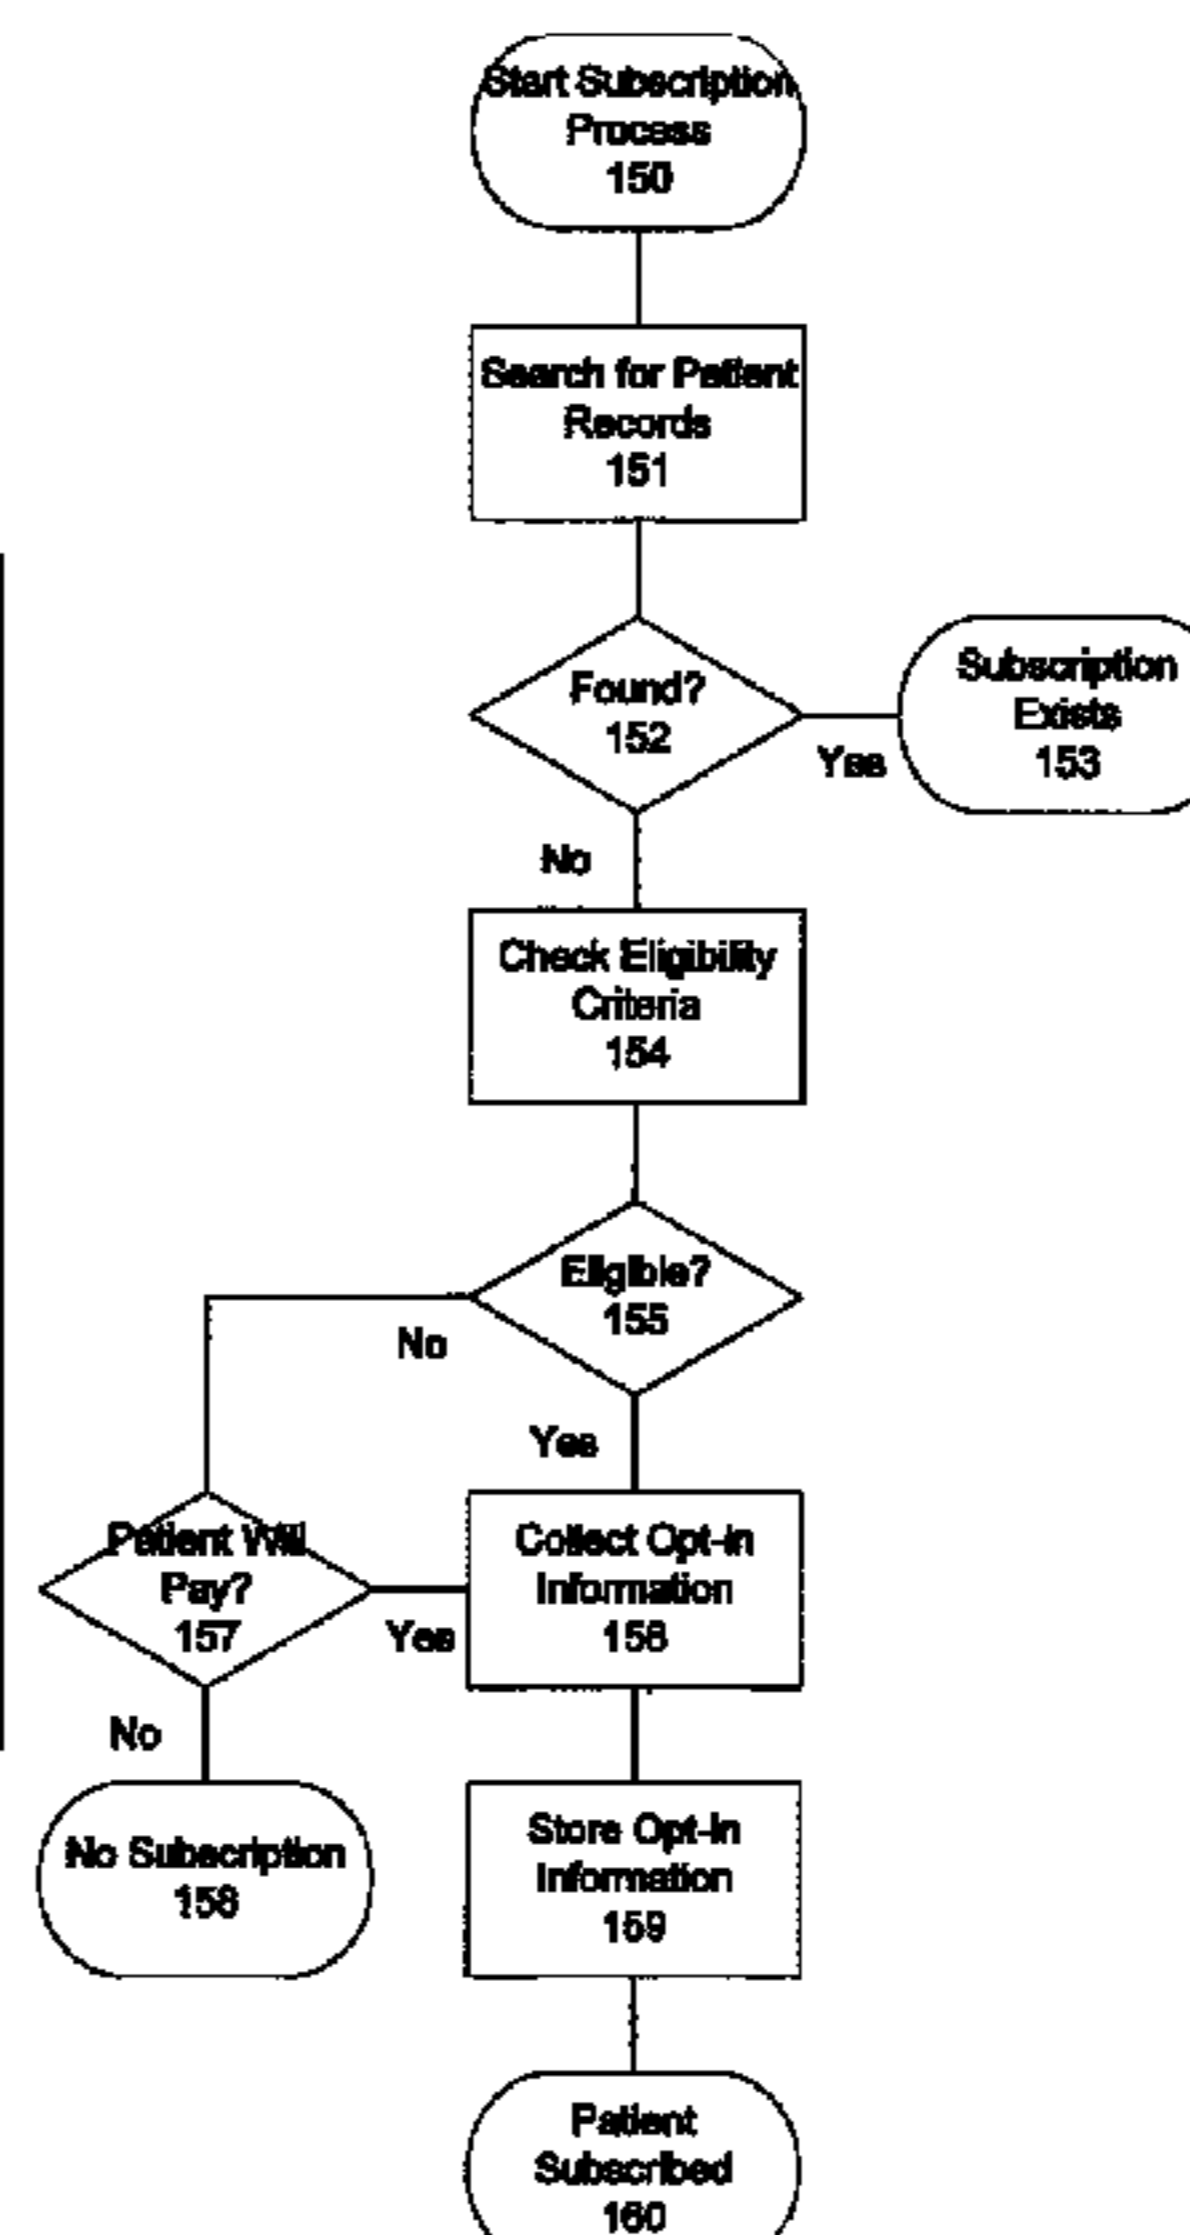 Start Subscription
Process
150
Search for Patient
Records
151
Found?
152
Yes
Subscription
Exists
153
No
Check Eligibility
Criteria
154
Eligible?
155
No
Yes
Patient Will
Pay?
157
Yes
Collect Opt-In
Information
156
No
No Subscription
158
Store Opt-In
Information
159
Patient
Subscribed
160